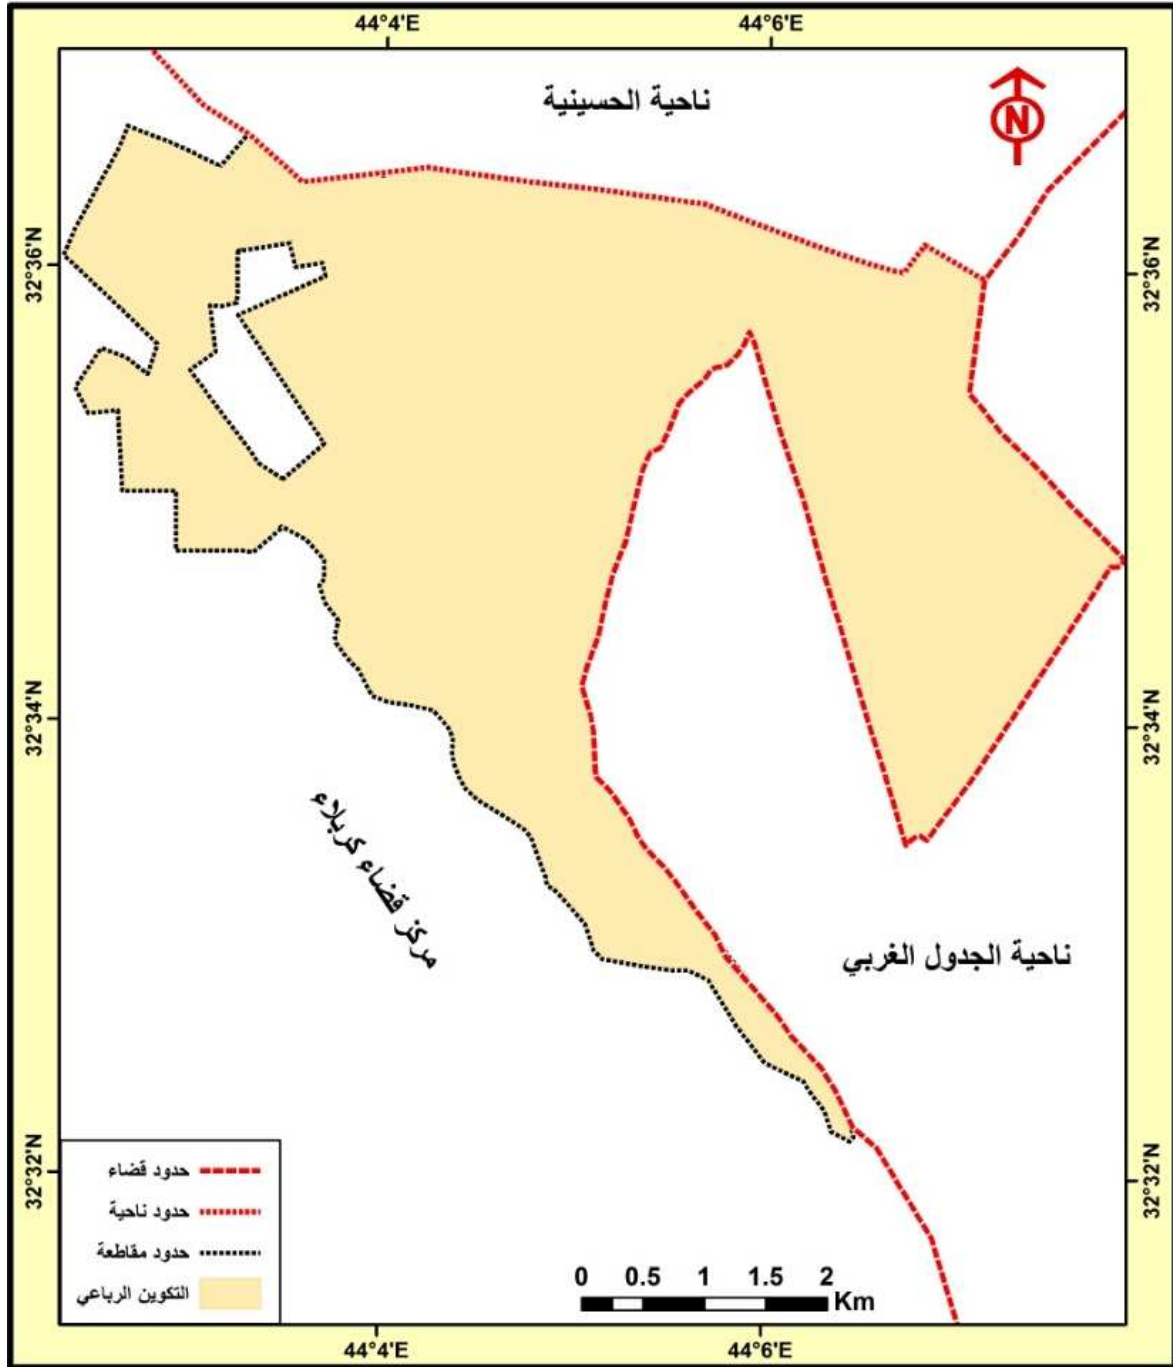 44°4'E
44°6'E
ناحية الحسينية
N
32°36'N
32°36'N
32°34'N
32°34'N
مركز قضاء كربلاء
ناحية الجدول الغربي
32°32'N
32°32'N
حدود قضاء
حدود ناحية
حدود مقاطعة
التكوين الرباعي
0 0.5 1 1.5 2
Km
44°4'E
44°6'E